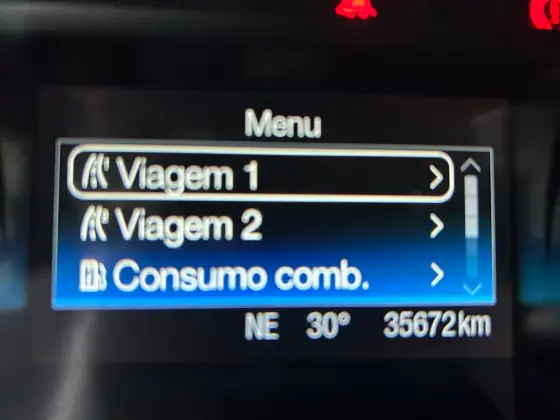 Menu
Viagem 1
Viagem 2
Consumo comb.
NE 30° 35672km